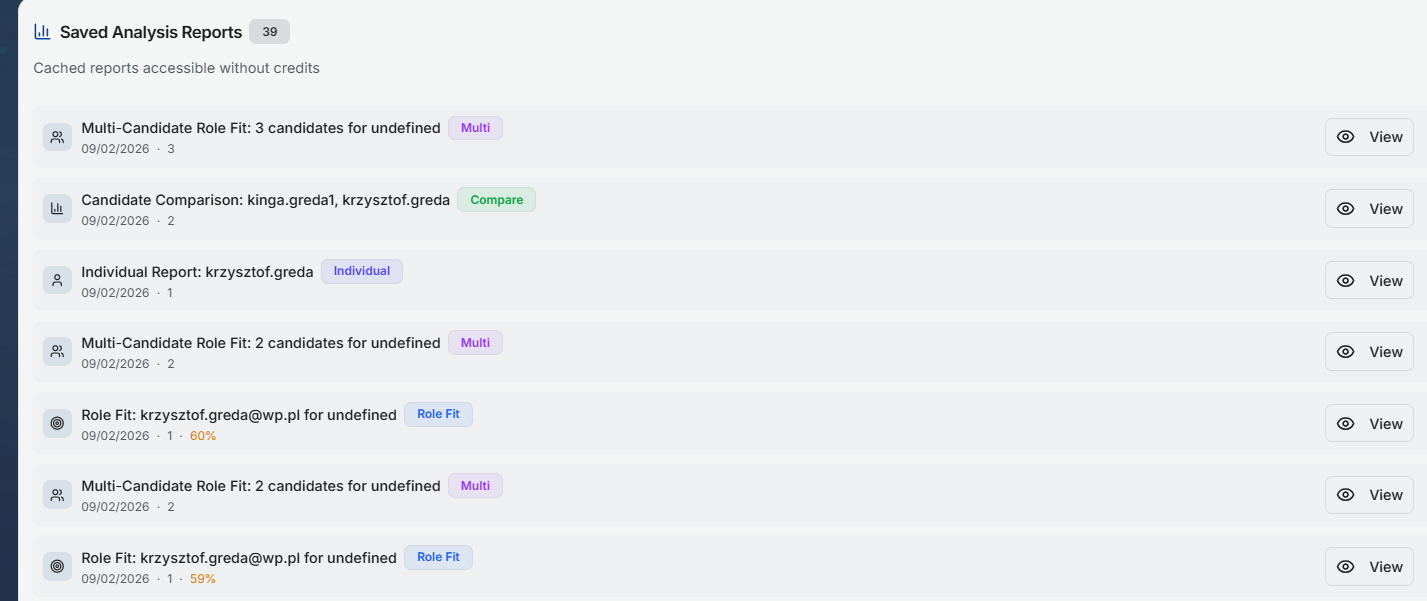 Saved Analysis Reports 39
Cached reports accessible without credits
Multi-Candidate Role Fit: 3 candidates for undefined Multi
09/02/2026 · 3
View
Candidate Comparison: kinga.greda1, krzysztof.greda Compare
09/02/2026 · 2
View
Individual Report: krzysztof.greda Individual
09/02/2026 · 1
View
Multi-Candidate Role Fit: 2 candidates for undefined Multi
09/02/2026 · 2
View
Role Fit: krzysztof.greda@wp.pl for undefined Role Fit
09/02/2026 · 1 · 60%
View
Multi-Candidate Role Fit: 2 candidates for undefined Multi
09/02/2026 · 2
View
Role Fit: krzysztof.greda@wp.pl for undefined Role Fit
09/02/2026 · 1 · 59%
View